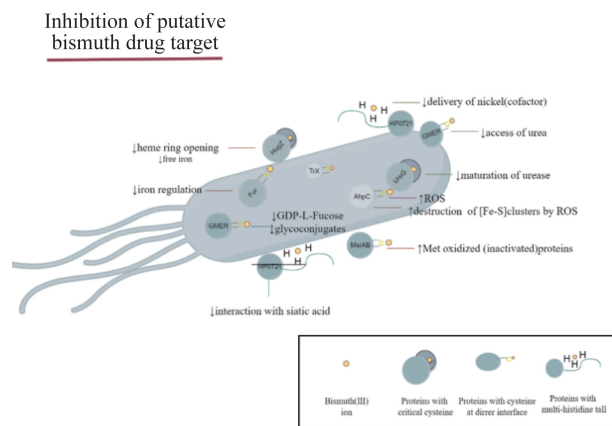 Inhibition of putative
bismuth drug target
H H
H
HP0721
↓delivery of nickel(cofactor)
GMER
↓access of urea
↓heme ring opening
↓free iron
HugZ
TrX
UreG
↓maturation of urease
↓iron regulation
Fur
AhpC
↑ROS
↑destruction of [Fe-S]clusters by ROS
GMER
↓GDP-L-Fucose
↓glycoconjugates
MsrAB
↑Met oxidized (inactivated)proteins
H H
H
HP0721
↓interaction with siatic acid
H H
H
Bismuth(III)
ion
Proteins with
critical cysteine
Proteins with cysteine
at dirrer interface
Proteins with
multi-histidine tall